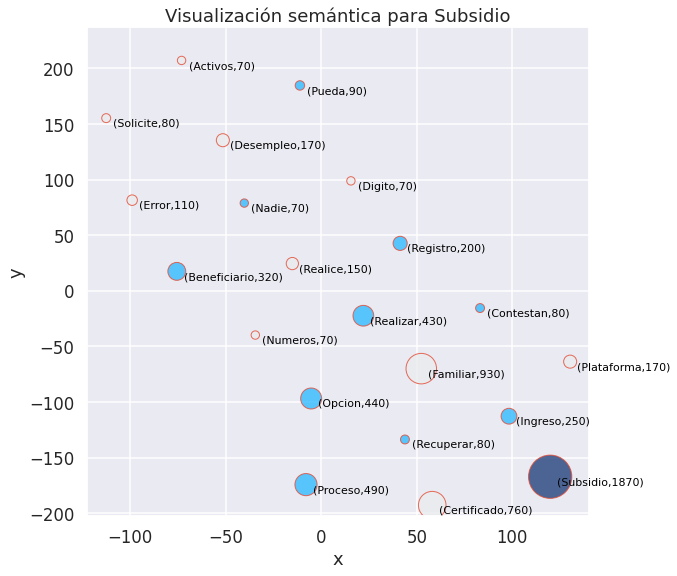 Visualización semántica para Subsidio
y
200
150
100
50
0
−50
−100
−150
−200
(Activos,70)
(Pueda,90)
(Solicite,80)
(Desempleo,170)
(Digito,70)
(Error,110)
(Nadie,70)
(Registro,200)
(Realice,150)
(Beneficiario,320)
(Contestan,80)
(Realizar,430)
(Numeros,70)
(Plataforma,170)
(Familiar,930)
(Opcion,440)
(Ingreso,250)
(Recuperar,80)
(Subsidio,1870)
(Proceso,490)
(Certificado,760)
−100
−50
0
50
100
x